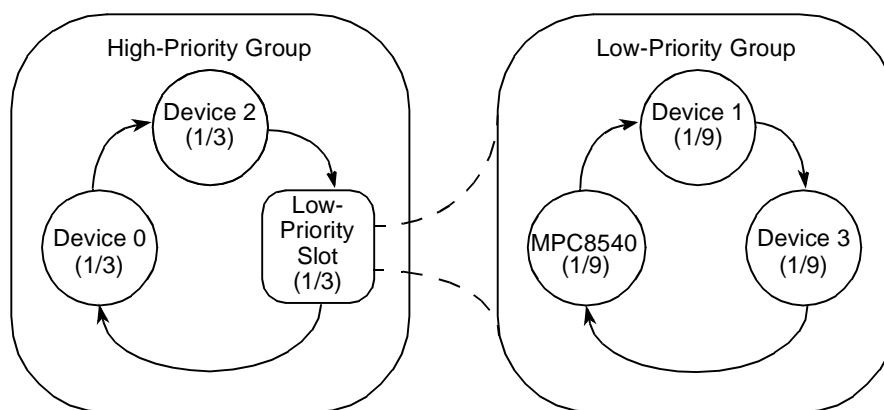 High-Priority Group
Device 2
(1/3)
Low-
Priority
Slot
(1/3)
Device 0
(1/3)
Low-Priority Group
Device 1
(1/9)
MPC8540
(1/9)
Device 3
(1/9)